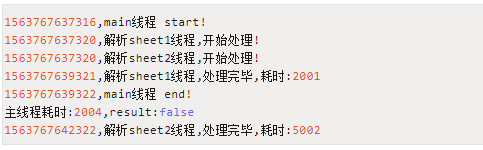 1563767637316,main线程 start!
1563767637320,解析sheet1线程,开始处理!
1563767637320,解析sheet2线程,开始处理!
1563767639321,解析sheet1线程,处理完毕,耗时:2001
1563767639322,main线程 end!
主线程耗时:2004,result:false
1563767642322,解析sheet2线程,处理完毕,耗时:5002